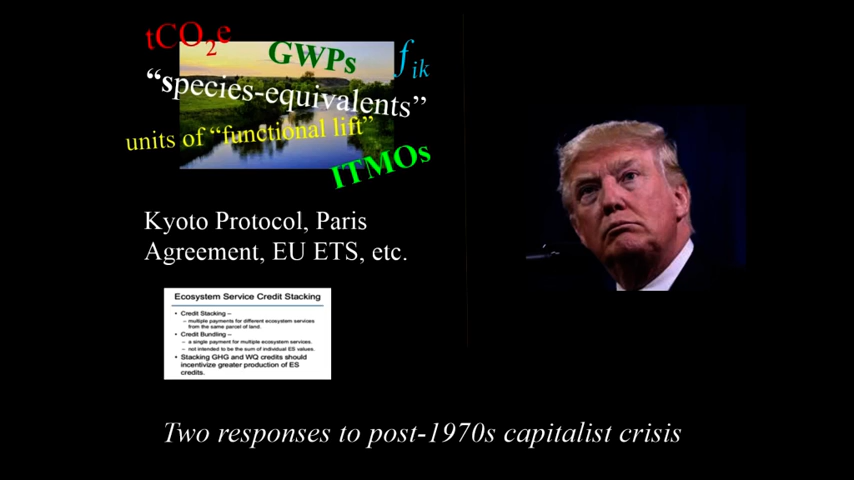 tCO2e
GWPs
fik
“species-equivalents”
units of “functional lift”
ITMOs
Kyoto Protocol, Paris
Agreement, EU ETS, etc.
Ecosystem Service Credit Stacking
• Credit Stacking –
– multiple payments for different ecosystem services
from the same parcel of land.
• Credit Bundling –
– a single payment for multiple ecosystem services.
– not intended to be the sum of individual ES values.
• Stacking GHG and WQ credits should
incentivize greater production of ES
credits.
Two responses to post-1970s capitalist crisis